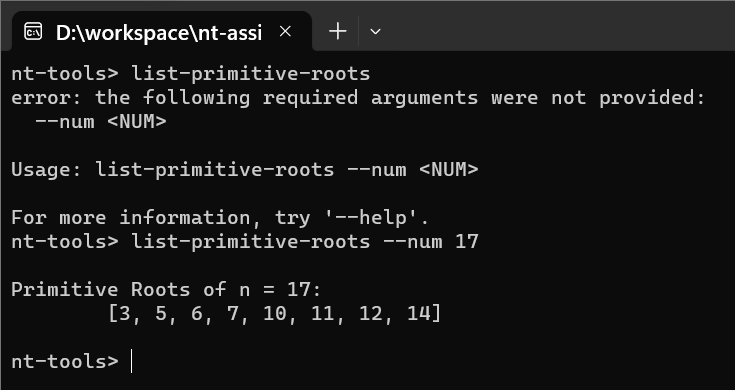 D:\workspace\nt-assi
nt-tools> list-primitive-roots
error: the following required arguments were not provided:
  --num <NUM>
Usage: list-primitive-roots --num <NUM>
For more information, try '--help'.
nt-tools> list-primitive-roots --num 17
Primitive Roots of n = 17:
        [3, 5, 6, 7, 10, 11, 12, 14]
nt-tools>